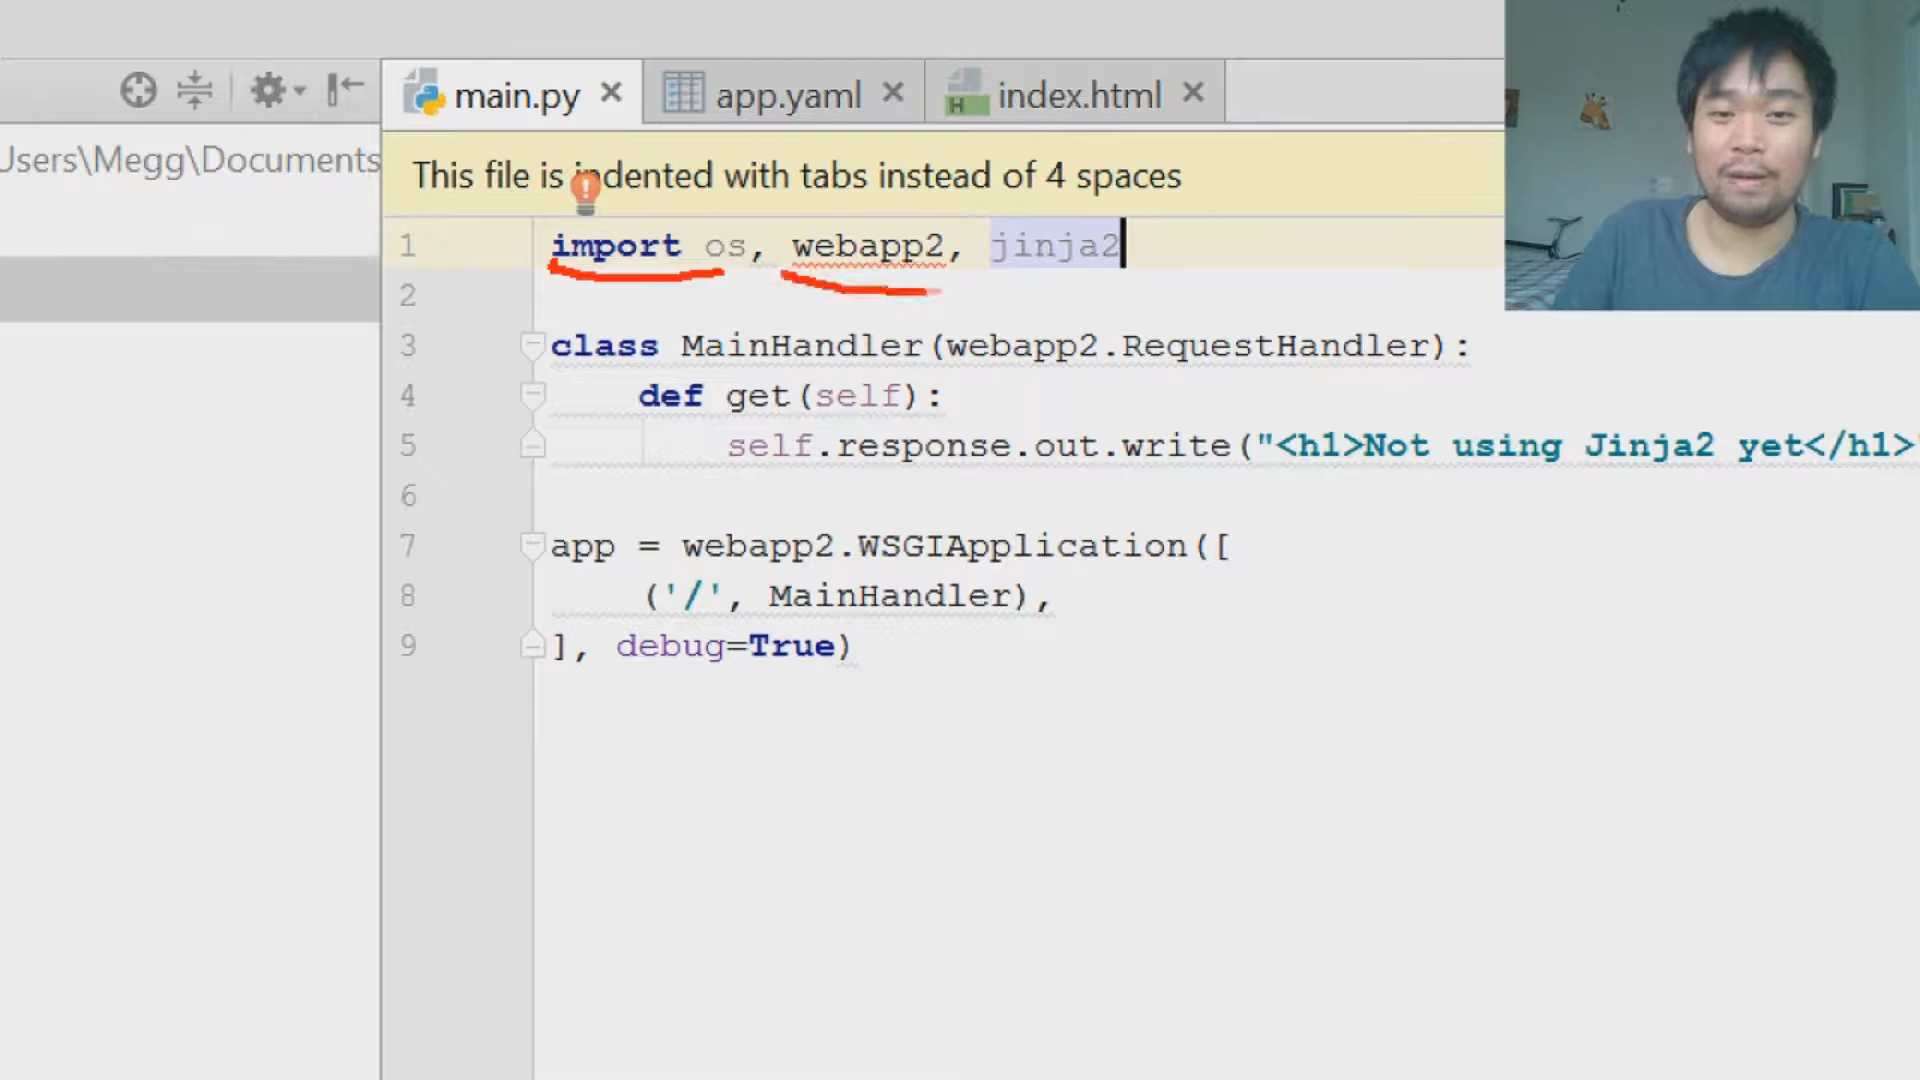 main.py
app.yaml
index.html
Users\Megg\Documents
This file is indented with tabs instead of 4 spaces
1 import os, webapp2, jinja2
2
3 class MainHandler(webapp2.RequestHandler):
4 def get(self):
5 self.response.out.write("<h1>Not using Jinja2 yet</h1>"
6
7 app = webapp2.WSGIApplication([
8 ('/', MainHandler),
9 ], debug=True)